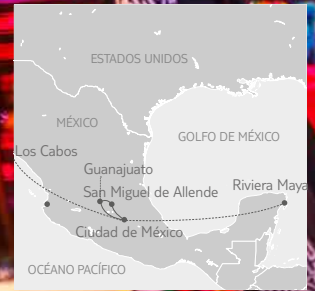 ESTADOS UNIDOS
MÉXICO
GOLFO DE MÉXICO
Los Cabos
Guanajuato
San Miguel de Allende
Riviera Maya
Ciudad de México
OCÉANO PACÍFICO